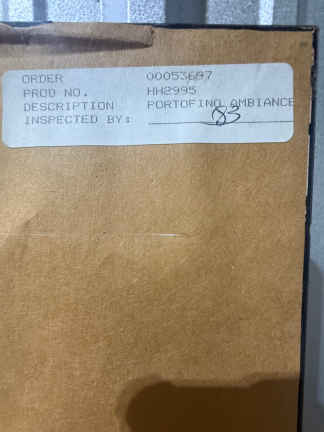 ORDER 00053687
PROD NO. HH2995
DESCRIPTION PORTOFINO AMBIANCE
INSPECTED BY: 83